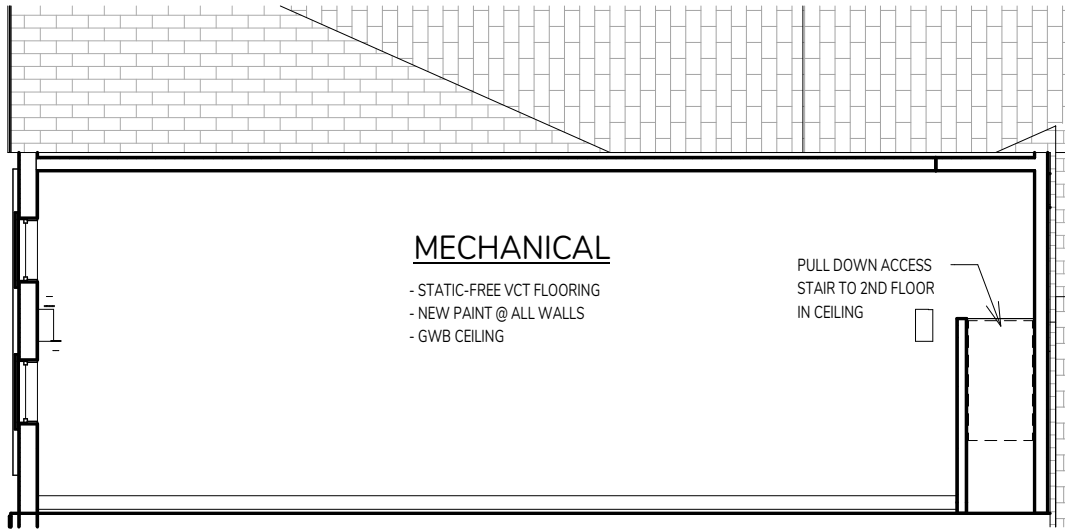 MECHANICAL
- STATIC-FREE VCT FLOORING
- NEW PAINT @ ALL WALLS
- GWB CEILING
PULL DOWN ACCESS
STAIR TO 2ND FLOOR
IN CEILING